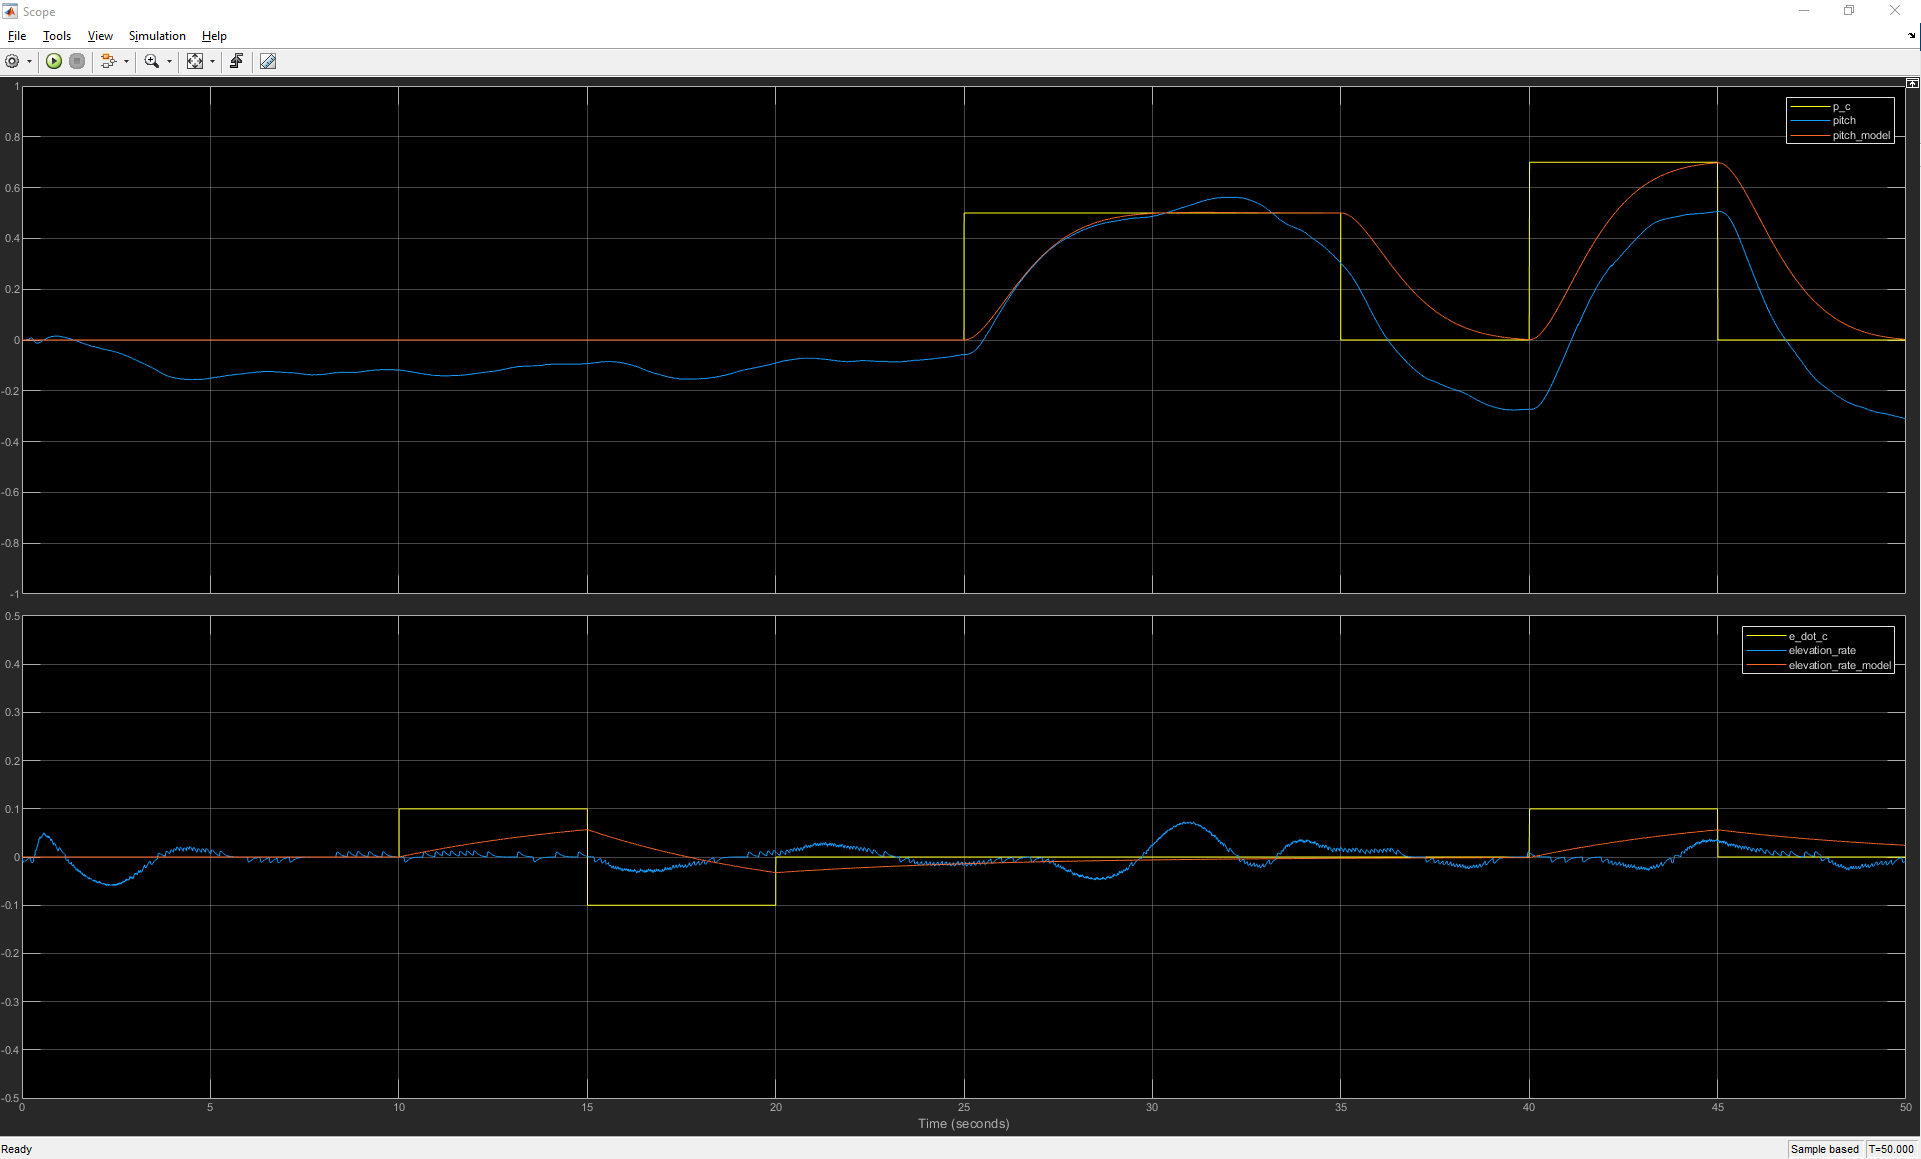 Scope
File Tools View Simulation Help
1
0.8
0.6
0.4
0.2
0
-0.2
-0.4
-0.6
-0.8
-1
p_c
pitch
pitch_model
0.5
0.4
0.3
0.2
0.1
0
-0.1
-0.2
-0.3
-0.4
-0.5
e_dot_c
elevation_rate
elevation_rate_model
0 5 10 15 20 25 30 35 40 45 50
Time (seconds)
Ready Sample based T=50.000